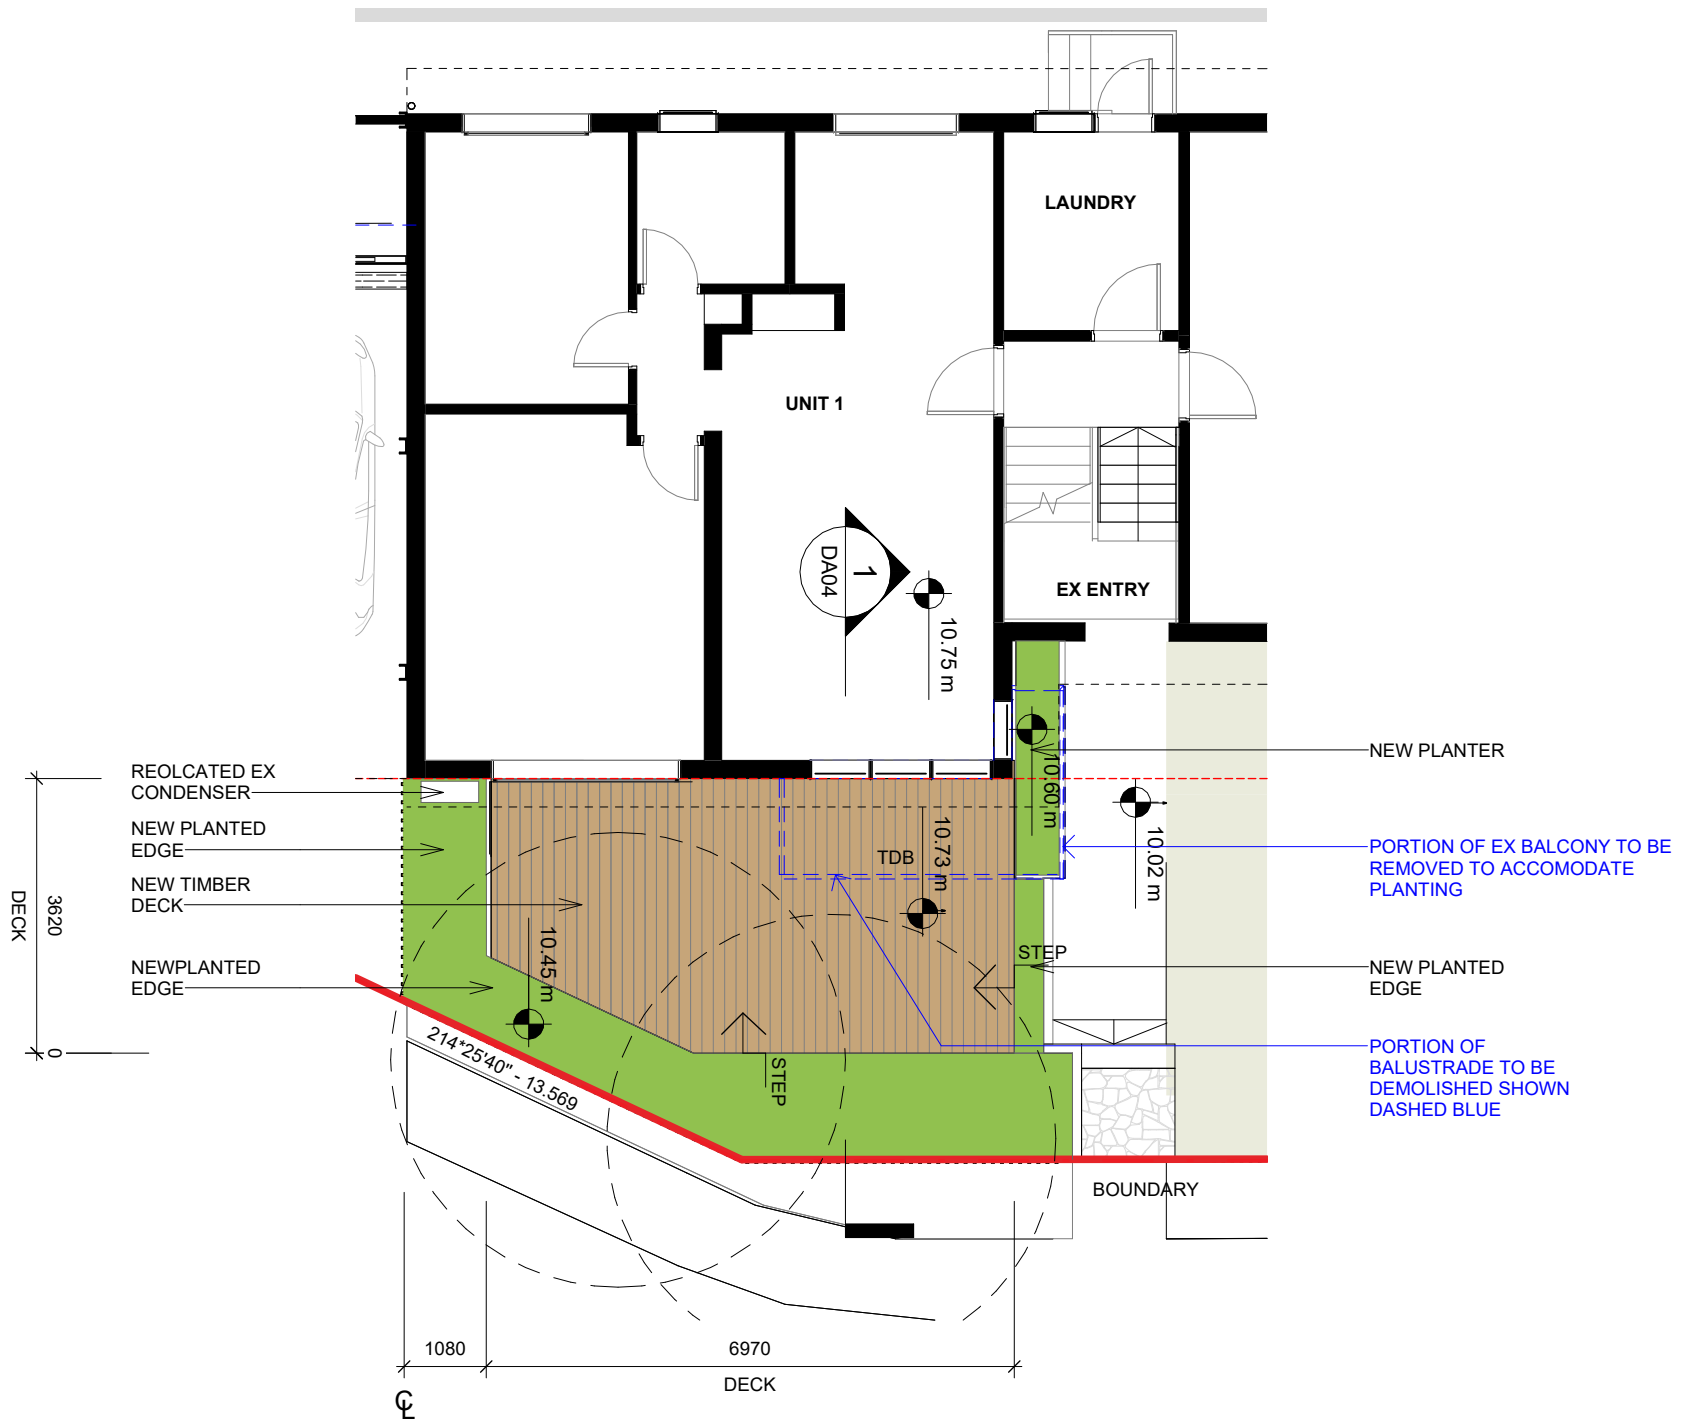 LAUNDRY
UNIT 1
1
DA04
10.75 m
EX ENTRY
REOLCATED EX
CONDENSER
NEW PLANTED
EDGE
NEW TIMBER
DECK
NEWPLANTED
EDGE
3620
DECK
0
10.45 m
TDB
10.73 m
10.60 m
10.02 m
STEP
STEP
NEW PLANTER
PORTION OF EX BALCONY TO BE
REMOVED TO ACCOMODATE
PLANTING
NEW PLANTED
EDGE
PORTION OF
BALUSTRADE TO BE
DEMOLISHED SHOWN
DASHED BLUE
214*25'40" - 13.569
BOUNDARY
1080
6970
DECK